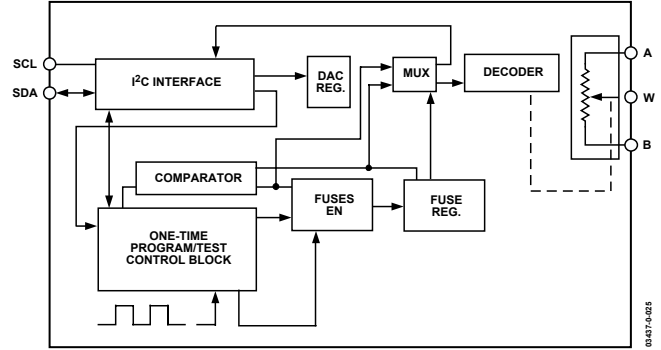 SCL
SDA
I²C INTERFACE
DAC
REG.
MUX
DECODER
A
W
B
COMPARATOR
FUSES
EN
FUSE
REG.
ONE-TIME
PROGRAM/TEST
CONTROL BLOCK
03437-0-025